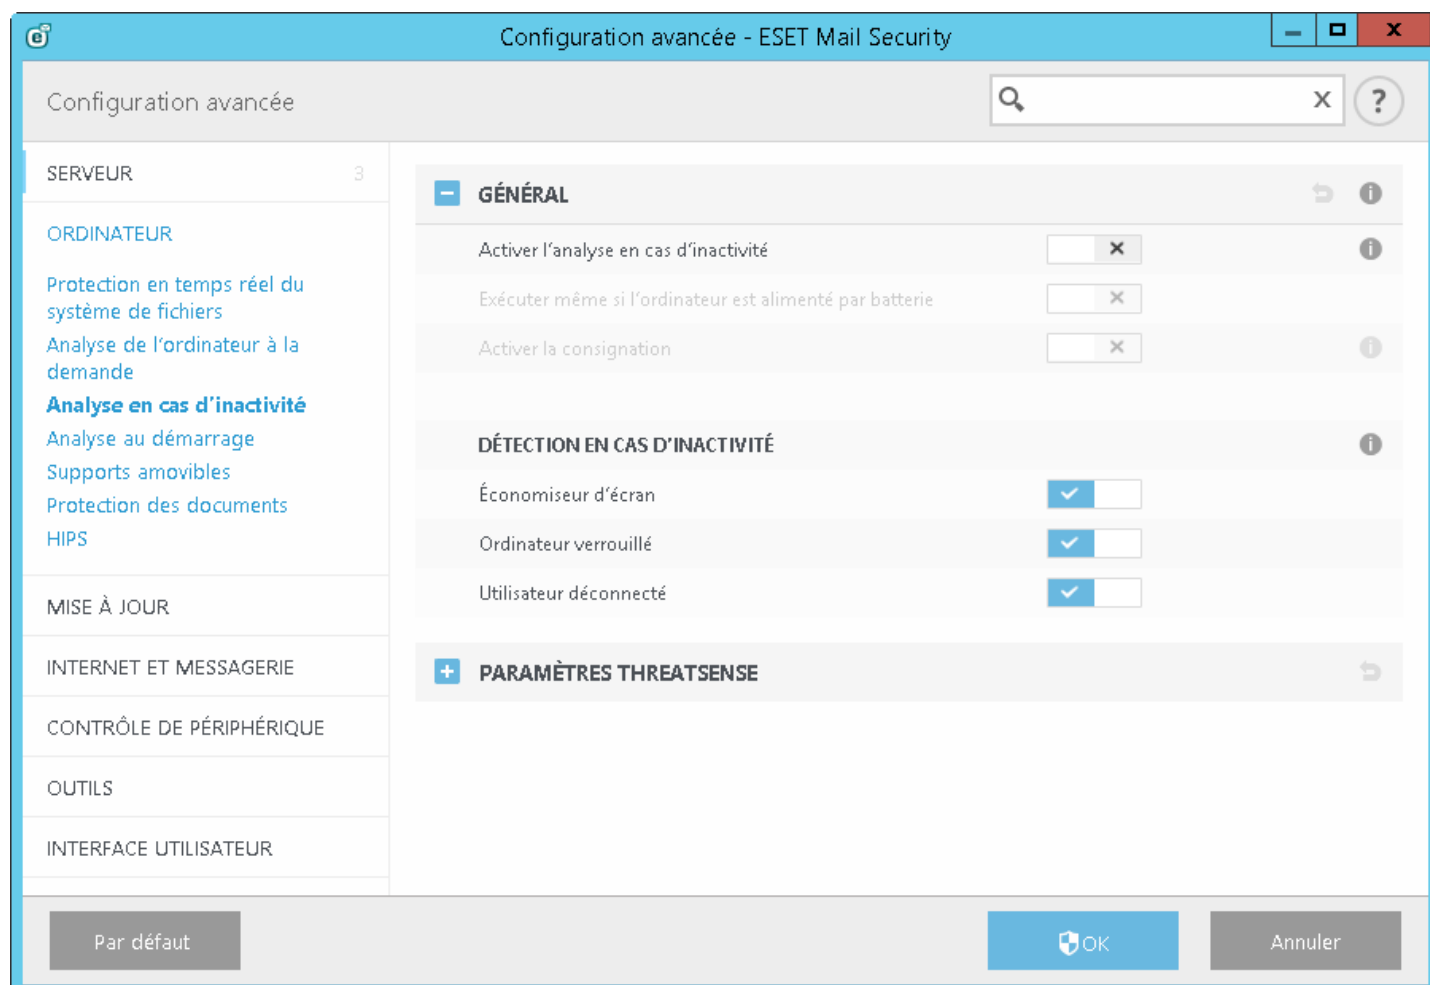 Configuration avancée - ESET Mail Security
Configuration avancée
SERVEUR 3
ORDINATEUR
Protection en temps réel du
système de fichiers
Analyse de l'ordinateur à la
demande
Analyse en cas d'inactivité
Analyse au démarrage
Supports amovibles
Protection des documents
HIPS
MISE À JOUR
INTERNET ET MESSAGERIE
CONTRÔLE DE PÉRIPHÉRIQUE
OUTILS
INTERFACE UTILISATEUR
GÉNÉRAL
Activer l'analyse en cas d'inactivité
Exécuter même si l'ordinateur est alimenté par batterie
Activer la consignation
DÉTECTION EN CAS D'INACTIVITÉ
Économiseur d'écran
Ordinateur verrouillé
Utilisateur déconnecté
PARAMÈTRES THREATSENSE
Par défaut
OK
Annuler